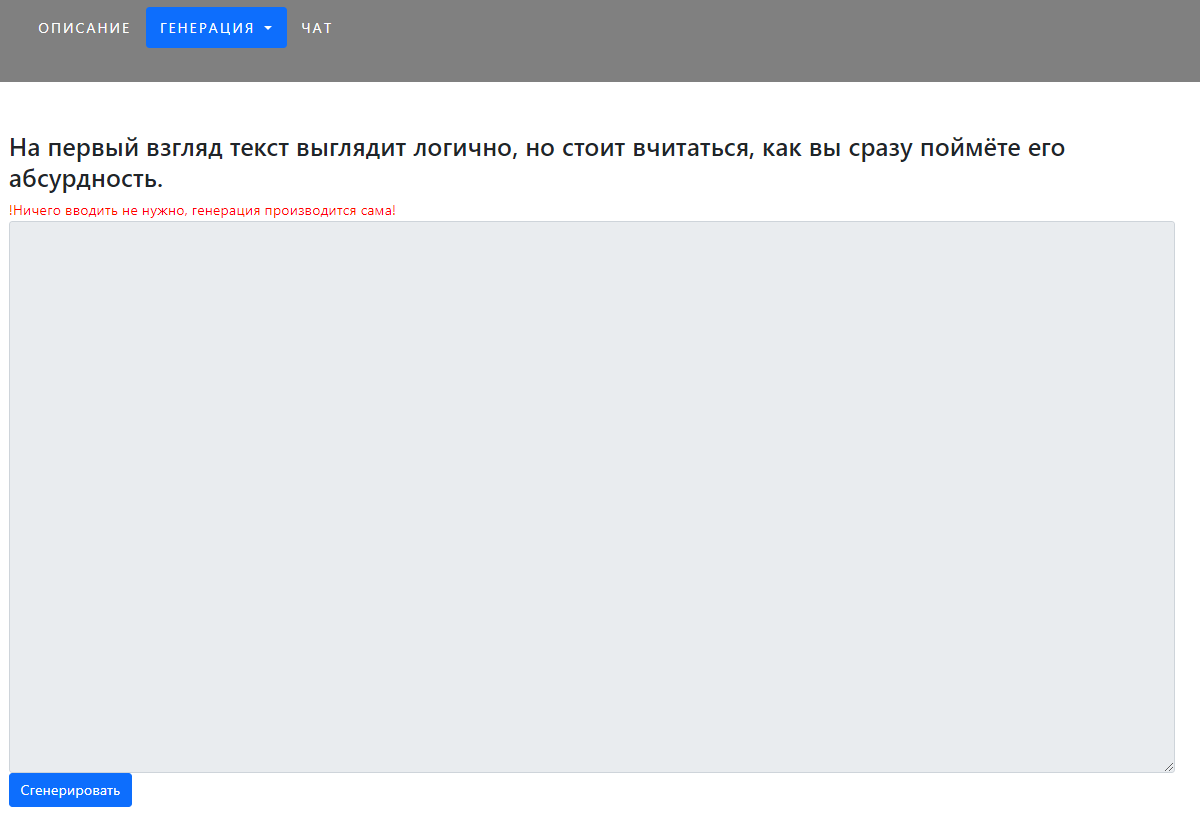 ОПИСАНИЕ ГЕНЕРАЦИЯ ЧАТ
На первый взгляд текст выглядит логично, но стоит вчитаться, как вы сразу поймёте его
абсурдность.
!Ничего вводить не нужно, генерация производится сама!
Сгенерировать